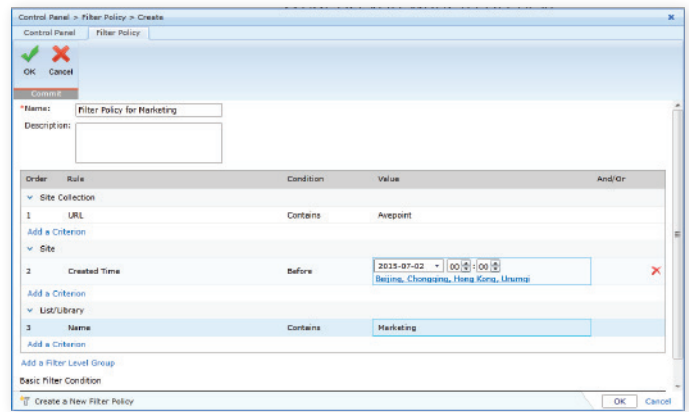 Control Panel > Filter Policy > Create
Control Panel Filter Policy
OK Cancel
Commit
*Name: Filter Policy for Marketing
Description:
Order Rule Condition Value And/Or
Site Collection
1 URL Contains Avepoint
Add a Criterion
Site
2 Created Time Before 2015-07-02 00 : 00
Beijing, Chongqing, Hong Kong, Urumqi
Add a Criterion
List/Library
3 Name Contains Marketing
Add a Criterion
Add a Filter Level Group
Basic Filter Condition
Create a New Filter Policy OK Cancel